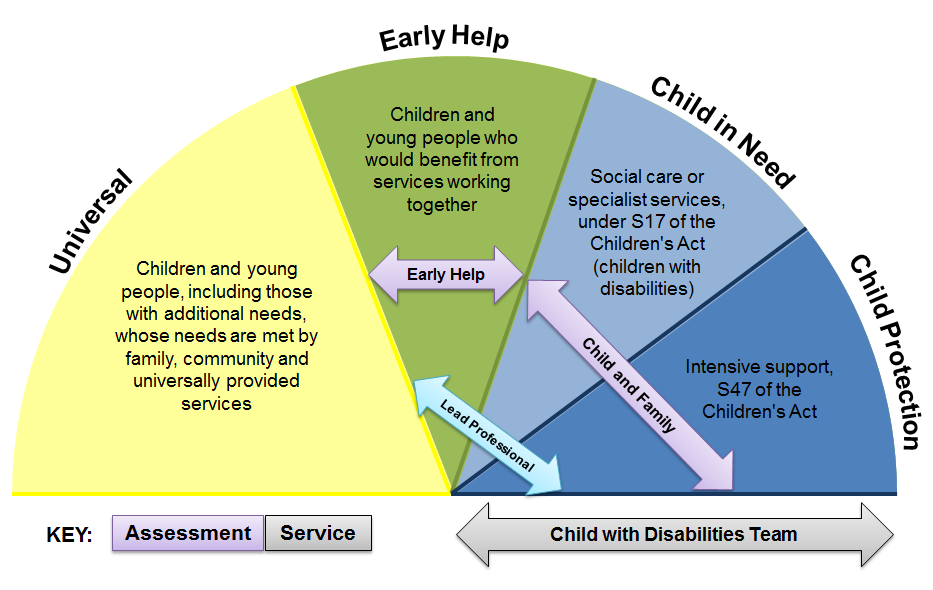 Early Help
Child in Need
Universal
Child Protection
Children and
young people who
would benefit from
services working
together
Social care or
specialist services,
under S17 of the
Children's Act
(children with
disabilities)
Children and young
people, including those
with additional needs,
whose needs are met by
family, community and
universally provided
services
Early Help
Child and Family
Intensive support,
S47 of the
Children's Act
Lead Professional
KEY:
Assessment
Service
Child with Disabilities Team